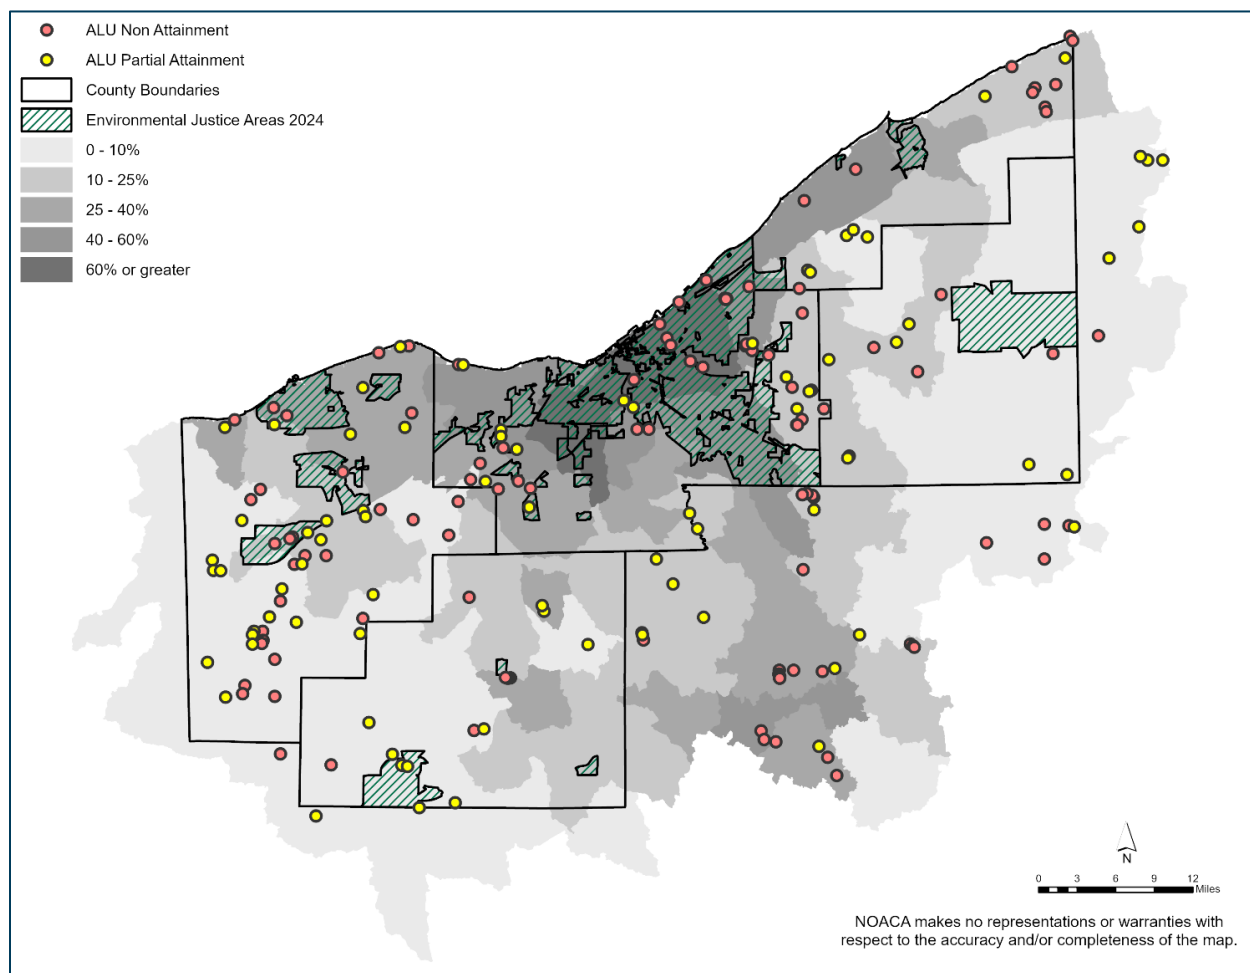 ALU Non Attainment
ALU Partial Attainment
County Boundaries
Environmental Justice Areas 2024
0 - 10%
10 - 25%
25 - 40%
40 - 60%
60% or greater
N
0 3 6 9 12
Miles
NOACA makes no representations or warranties with
respect to the accuracy and/or completeness of the map.